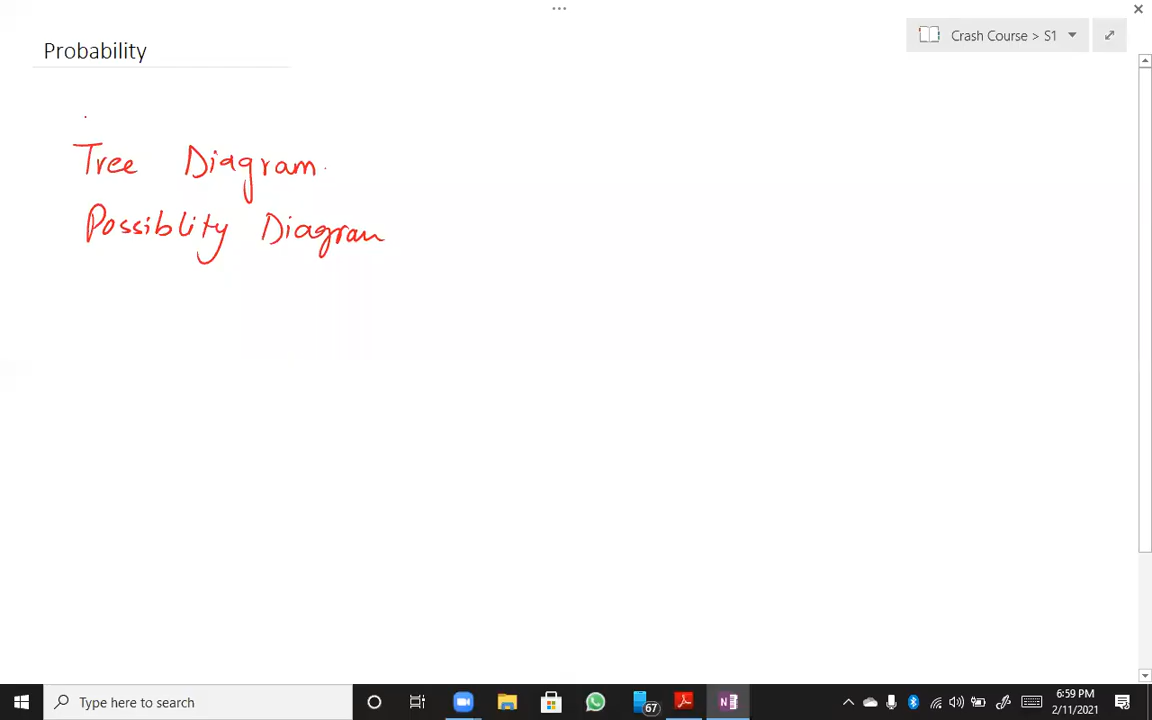 Probability
Crash Course > S1
Tree Diagram
Possiblity Diagram
Type here to search
67
6:59 PM
2/11/2021